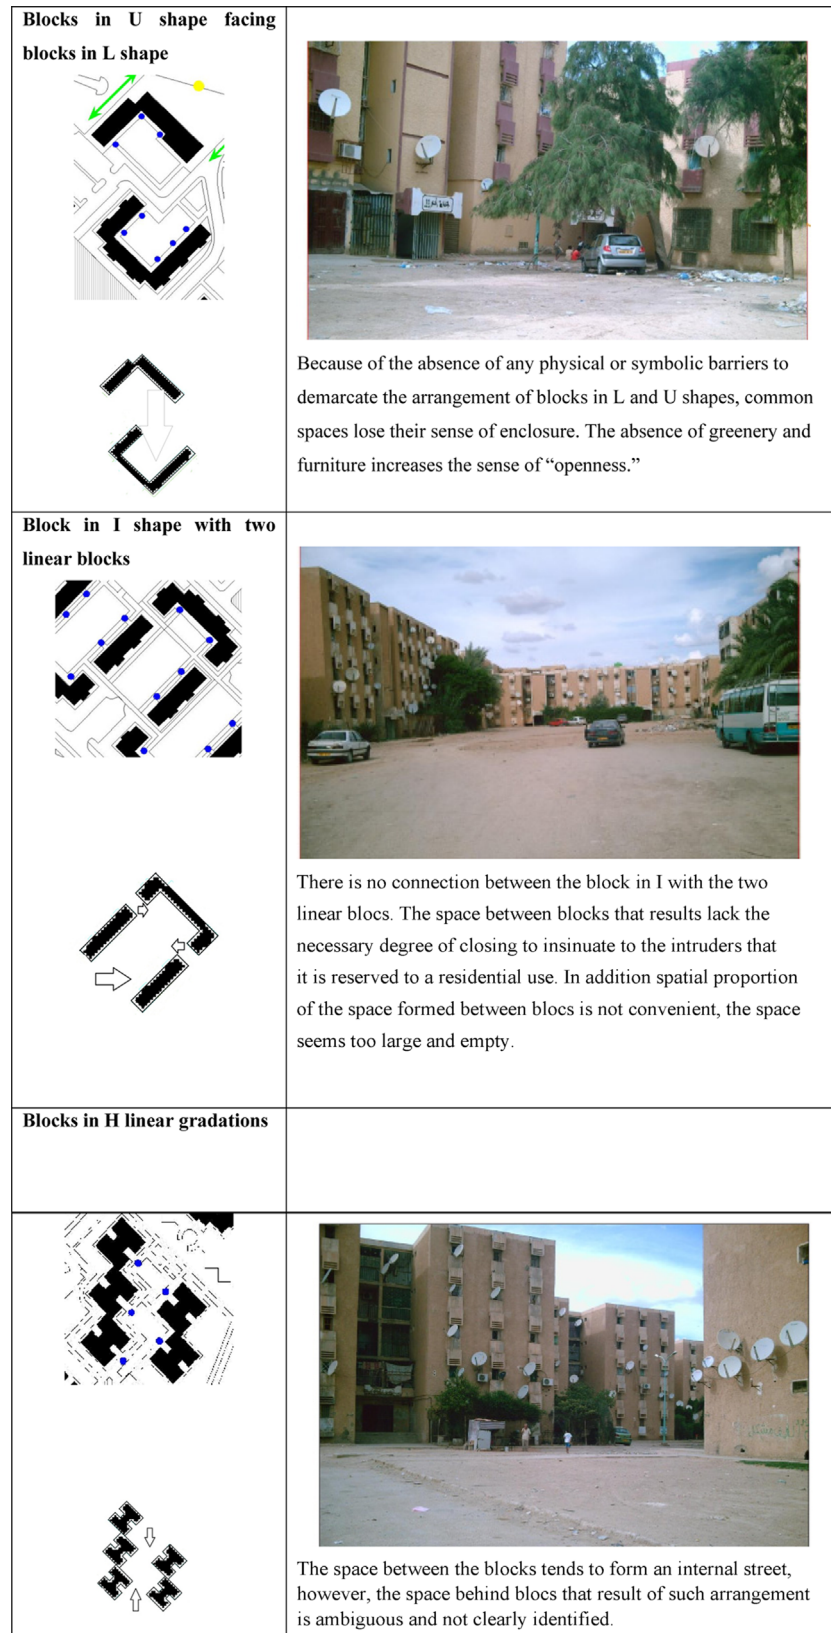 Blocks in U shape facing
blocks in L shape
Because of the absence of any physical or symbolic barriers to
demarcate the arrangement of blocks in L and U shapes, common
spaces lose their sense of enclosure. The absence of greenery and
furniture increases the sense of “openness.”
Block in I shape with two
linear blocks
There is no connection between the block in I with the two
linear blocs. The space between blocks that results lack the
necessary degree of closing to insinuate to the intruders that
it is reserved to a residential use. In addition spatial proportion
of the space formed between blocs is not convenient, the space
seems too large and empty.
Blocks in H linear gradations
The space between the blocks tends to form an internal street,
however, the space behind blocs that result of such arrangement
is ambiguous and not clearly identified.